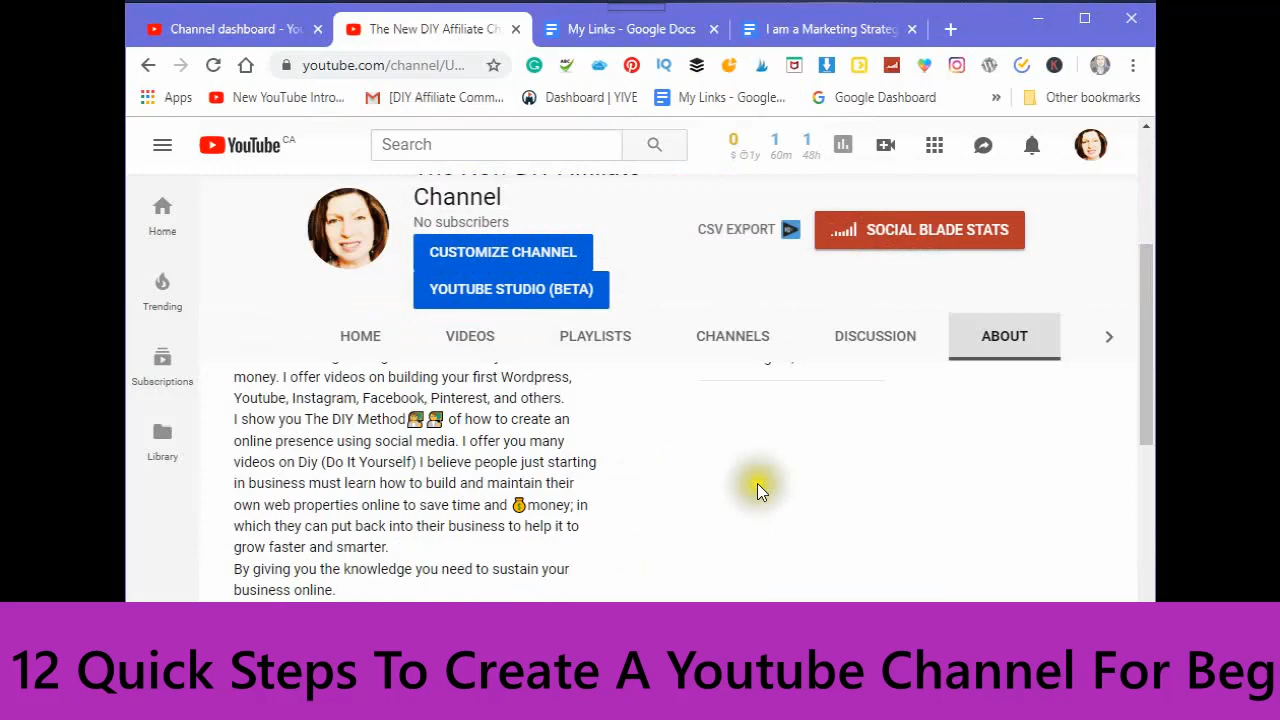 Channel dashboard - You
The New DIY Affiliate Ch
My Links - Google Docs
I am a Marketing Strateg
youtube.com/channel/U...
Apps
New YouTube Intro...
[DIY Affiliate Comm...
Dashboard | YIVE
My Links - Google...
Google Dashboard
»
Other bookmarks
YouTube CA
Search
0 1 1
$ 1y 60m 48h
Channel
No subscribers
CUSTOMIZE CHANNEL
YOUTUBE STUDIO (BETA)
CSV EXPORT
SOCIAL BLADE STATS
Home
Trending
Subscriptions
Library
HOME VIDEOS PLAYLISTS CHANNELS DISCUSSION ABOUT
money. I offer videos on building your first Wordpress,
Youtube, Instagram, Facebook, Pinterest, and others.
I show you The DIY Method of how to create an
online presence using social media. I offer you many
videos on Diy (Do It Yourself) I believe people just starting
in business must learn how to build and maintain their
own web properties online to save time and 💰money; in
which they can put back into their business to help it to
grow faster and smarter.
By giving you the knowledge you need to sustain your
business online.
12 Quick Steps To Create A Youtube Channel For Beg